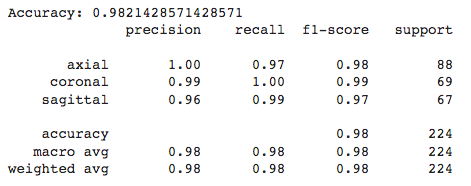 Accuracy: 0.9821428571428571
precision recall f1-score support
axial 1.00 0.97 0.98 88
coronal 0.99 1.00 0.99 69
sagittal 0.96 0.99 0.97 67
accuracy 0.98 224
macro avg 0.98 0.98 0.98 224
weighted avg 0.98 0.98 0.98 224